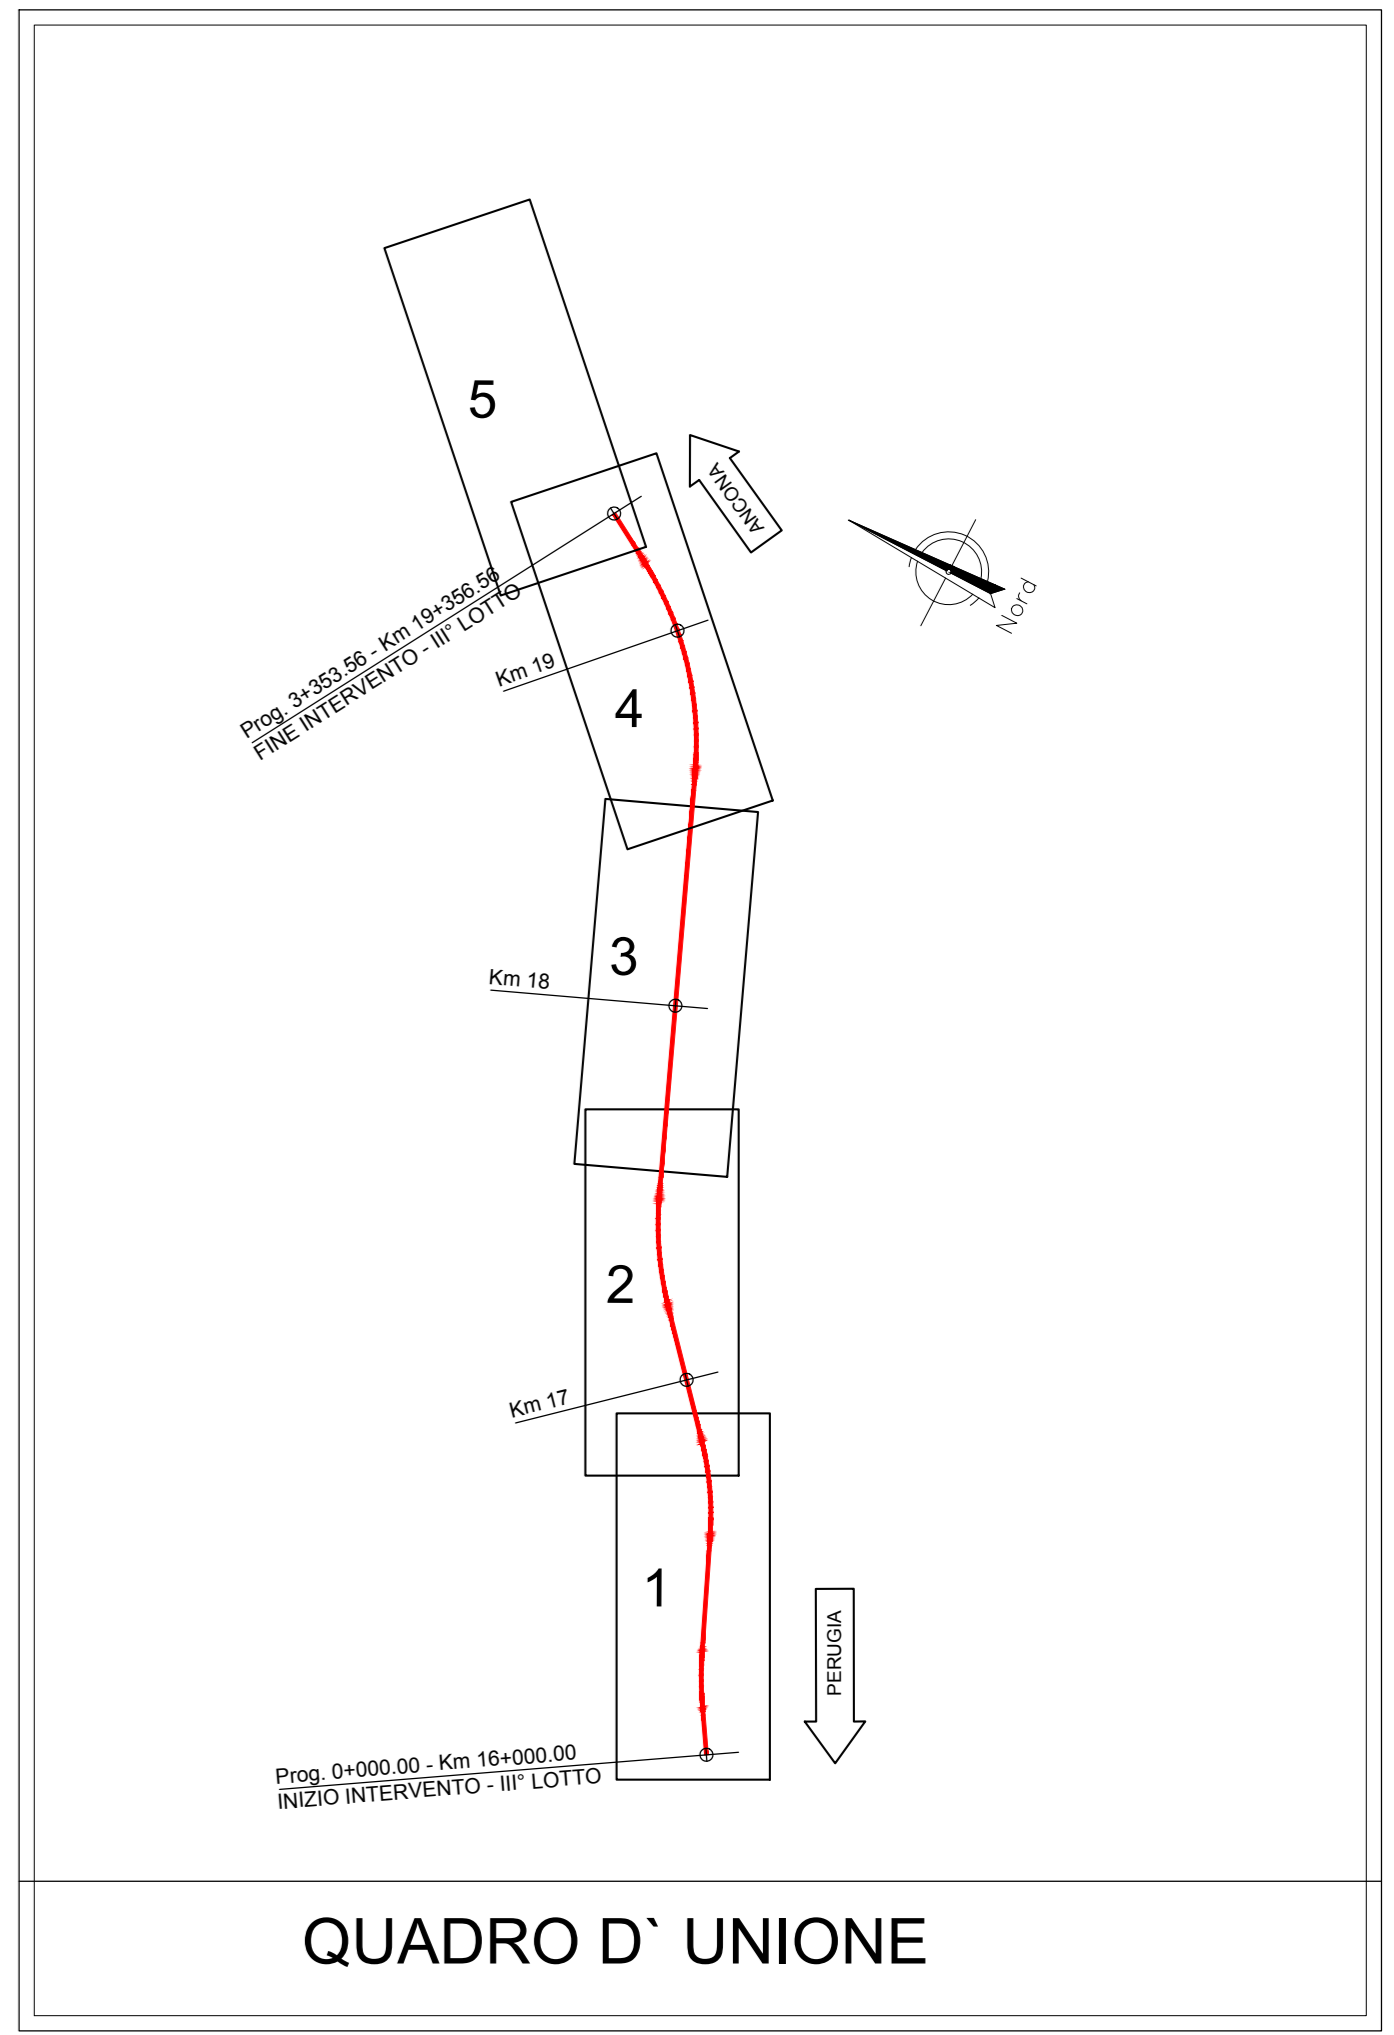 5
ANCONA
Nord
Prog. 3+353.56 - Km 19+356.56
FINE INTERVENTO - III° LOTTO
Km 19
4
3
Km 18
2
Km 17
1
PERUGIA
Prog. 0+000.00 - Km 16+000.00
INIZIO INTERVENTO - III° LOTTO
QUADRO D` UNIONE